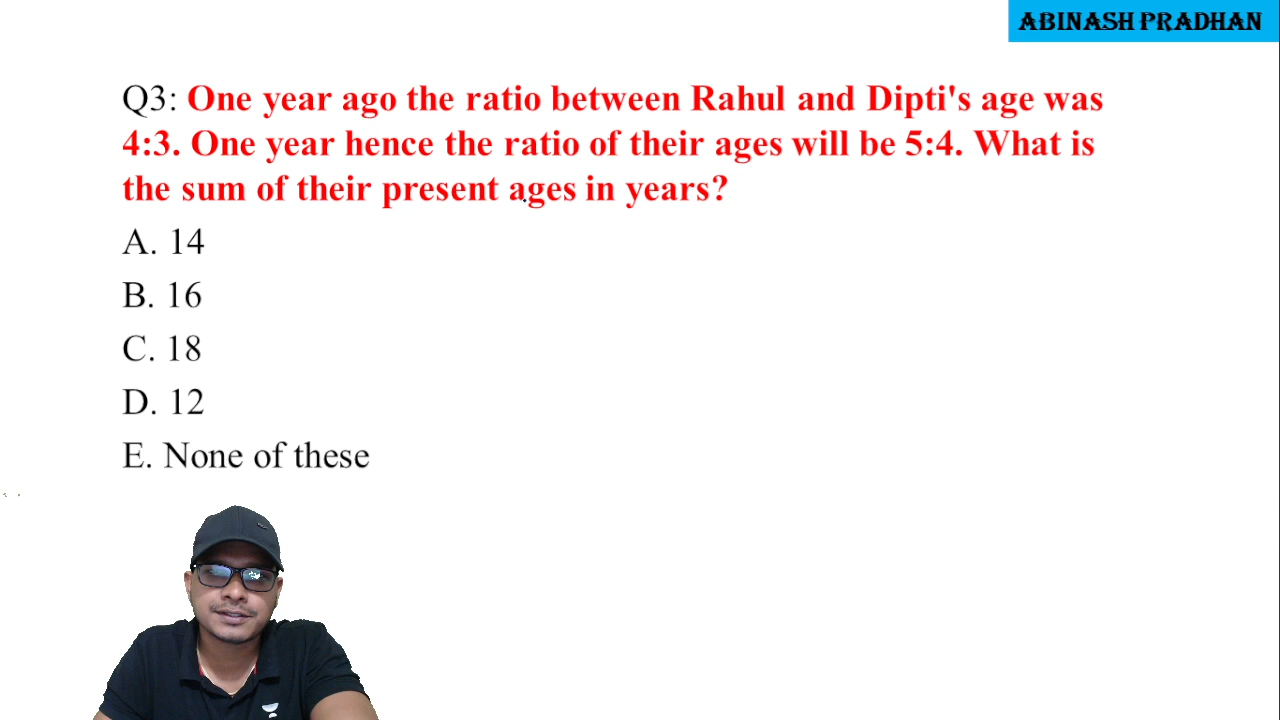 ABINASH PRADHAN
Q3: One year ago the ratio between Rahul and Dipti's age was
4:3. One year hence the ratio of their ages will be 5:4. What is
the sum of their present ages in years?
A. 14
B. 16
C. 18
D. 12
E. None of these